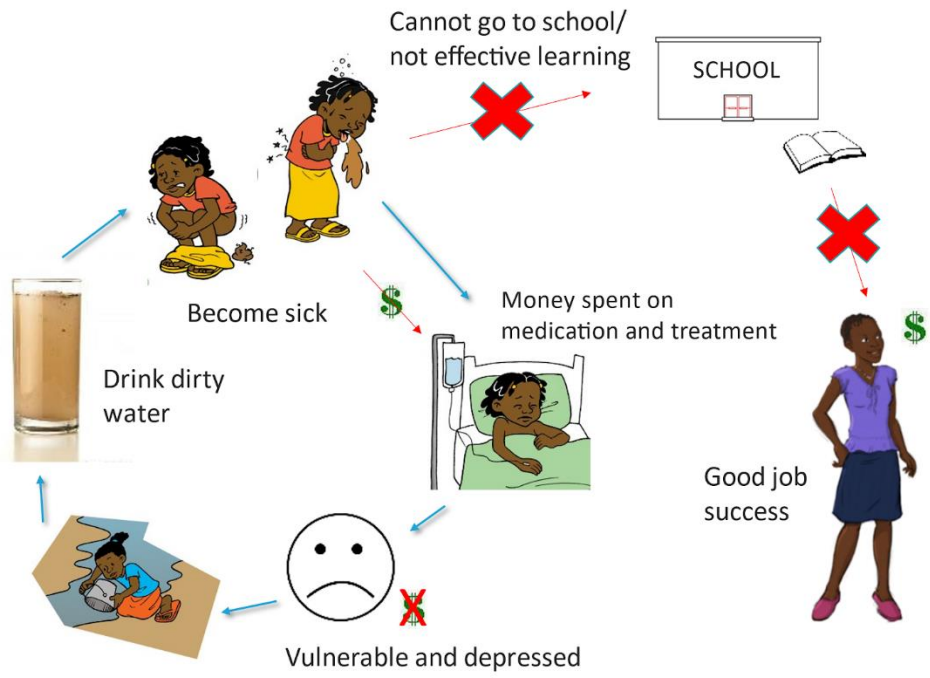 Cannot go to school/
not effective learning
SCHOOL
$
Become sick
$
Money spent on
medication and treatment
Drink dirty
water
Good job
success
$
Vulnerable and depressed